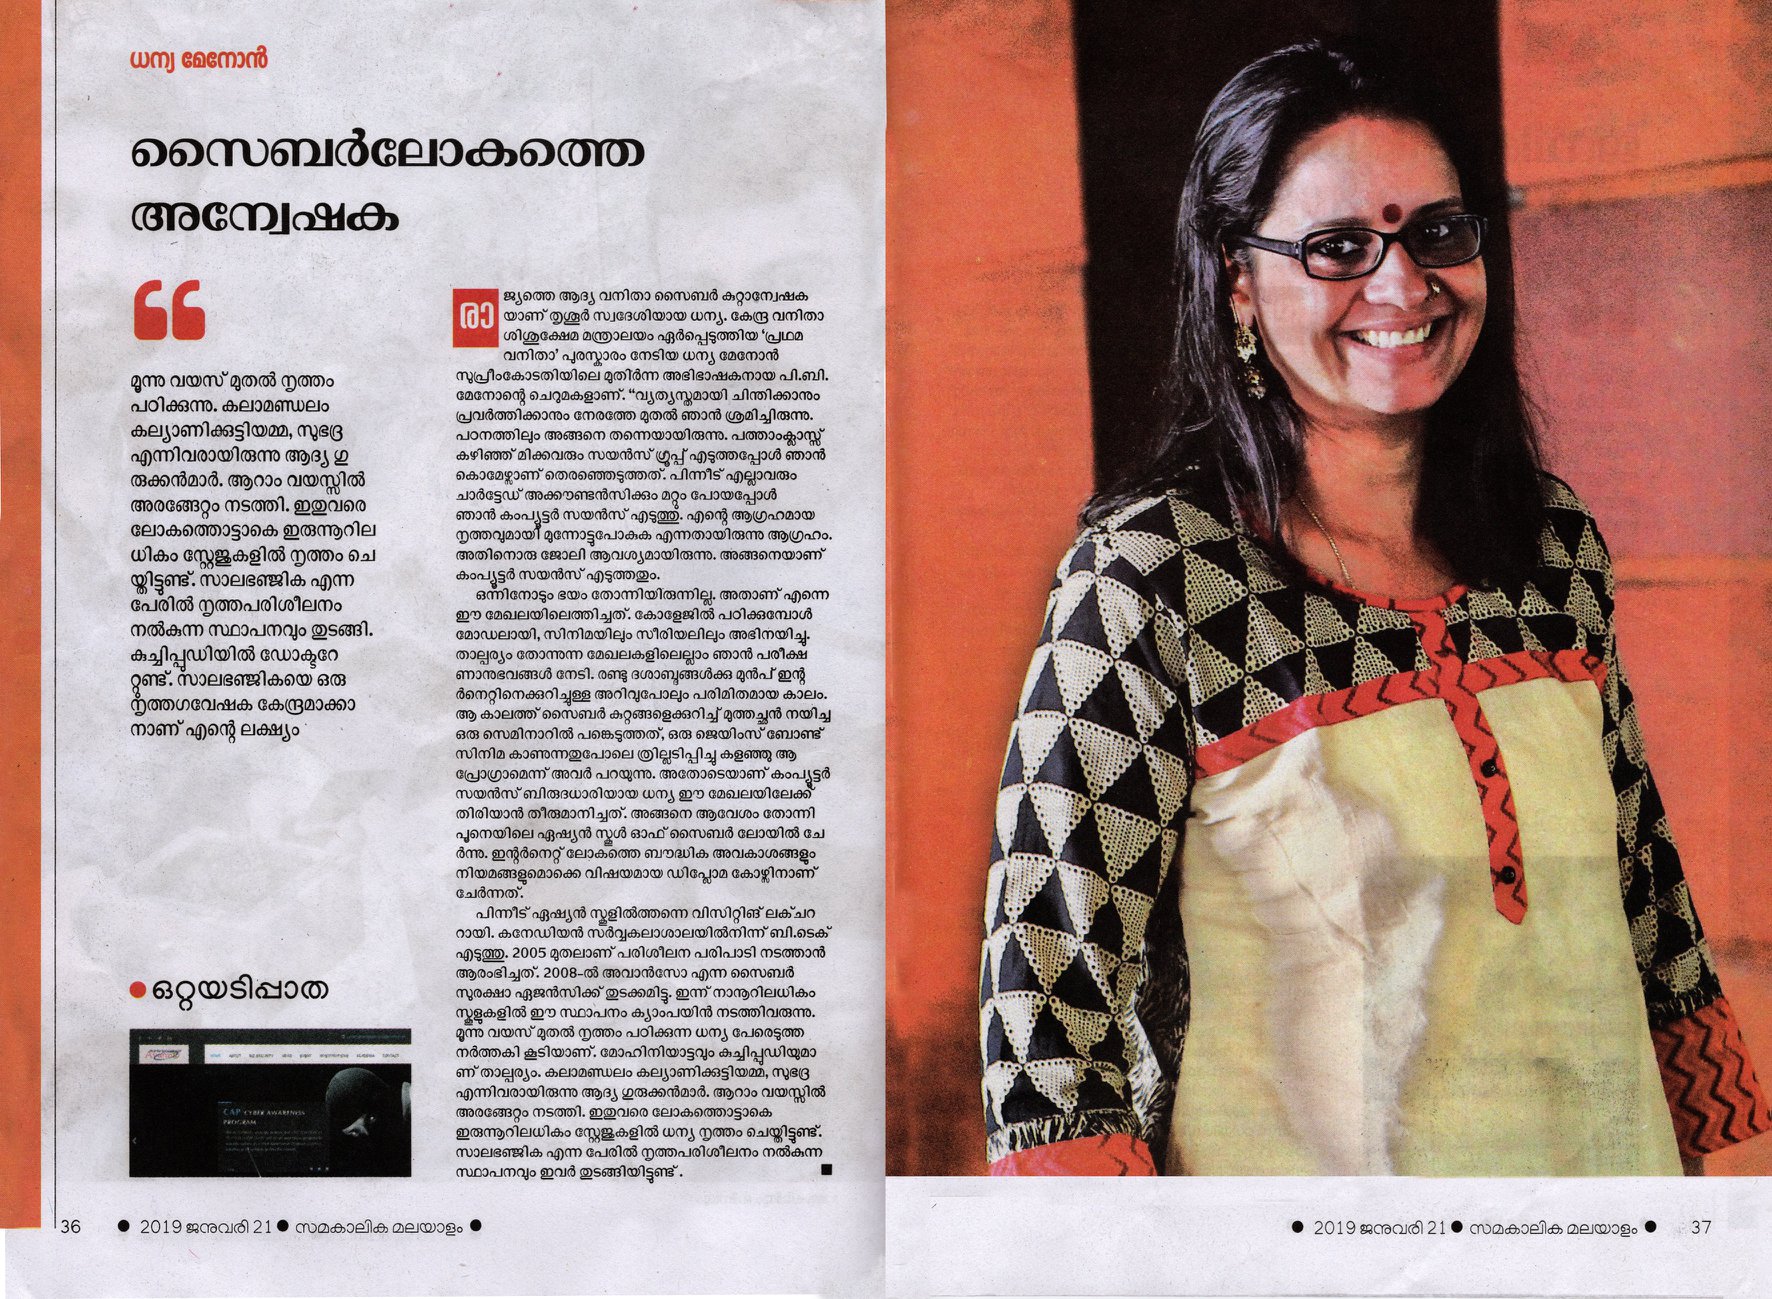 ധന്യ മേനോൻ
സൈബർലോകത്തെ
അന്വേഷക
“
മൂന്നു വയസ് മുതൽ നൃത്തം
പഠിക്കുന്നു. കലാമണ്ഡലം
കല്യാണിക്കുട്ടിയമ്മ, സുഭദ്ര
എന്നിവരായിരുന്നു ആദ്യ ഗു
രുക്കൻമാർ. ആറാം വയസ്സിൽ
അരങ്ങേറ്റം നടത്തി. ഇതുവരെ
ലോകത്തൊട്ടാകെ ഇരുന്നൂറില
ധികം സ്റ്റേജുകളിൽ നൃത്തം ചെ
യ്തിട്ടുണ്ട്. സാലഭഞ്ജിക എന്ന
പേരിൽ നൃത്തപരിശീലനം
നൽകുന്ന സ്ഥാപനവും തുടങ്ങി.
കുച്ചിപ്പുഡിയിൽ ഡോക്ടറേ
റ്റുണ്ട്. സാലഭഞ്ജികയെ ഒരു
നൃത്തഗവേഷക കേന്ദ്രമാക്കാ
നാണ് എന്റെ ലക്ഷ്യം
● ഒറ്റയടിപ്പാത
HOME ABOUT
CAP CYBER AWARENESS
PROGRAM
രാജ്യത്തെ ആദ്യ വനിതാ സൈബർ കുറ്റാന്വേഷക
യാണ് തൃശൂർ സ്വദേശിയായ ധന്യ. കേന്ദ്ര വനിതാ
ശിശുക്ഷേമ മന്ത്രാലയം ഏർപ്പെടുത്തിയ ‘പ്രഥമ
വനിതാ’ പുരസ്കാരം നേടിയ ധന്യ മേനോൻ
സുപ്രീംകോടതിയിലെ മുതിർന്ന അഭിഭാഷകനായ പി.ബി.
മേനോന്റെ ചെറുമകളാണ്. “വ്യത്യസ്തമായി ചിന്തിക്കാനും
പ്രവർത്തിക്കാനും നേരത്തേ മുതൽ ഞാൻ ശ്രമിച്ചിരുന്നു.
പഠനത്തിലും അങ്ങനെ തന്നെയായിരുന്നു. പത്താംക്ലാസ്സ്
കഴിഞ്ഞ് മിക്കവരും സയൻസ് ഗ്രൂപ്പ് എടുത്തപ്പോൾ ഞാൻ
കൊമേഴ്സാണ് തെരഞ്ഞെടുത്തത്. പിന്നീട് എല്ലാവരും
ചാർട്ടേഡ് അക്കൗണ്ടൻസിക്കും മറ്റും പോയപ്പോൾ
ഞാൻ കംപ്യൂട്ടർ സയൻസ് എടുത്തു. എന്റെ ആഗ്രഹമായ
നൃത്തവുമായി മുന്നോട്ടുപോകുക എന്നതായിരുന്നു ആഗ്രഹം.
അതിനൊരു ജോലി ആവശ്യമായിരുന്നു. അങ്ങനെയാണ്
കംപ്യൂട്ടർ സയൻസ് എടുത്തതും.
ഒന്നിനോടും ഭയം തോന്നിയിരുന്നില്ല. അതാണ് എന്നെ
ഈ മേഖലയിലെത്തിച്ചത്. കോളേജിൽ പഠിക്കുമ്പോൾ
മോഡലായി, സിനിമയിലും സീരിയലിലും അഭിനയിച്ചു.
താല്പര്യം തോന്നുന്ന മേഖലകളിലെല്ലാം ഞാൻ പരീക്ഷ
ണാനുഭവങ്ങൾ നേടി. രണ്ടു ദശാബ്ദങ്ങൾക്കു മുൻപ് ഇന്റ
ർനെറ്റിനെക്കുറിച്ചുള്ള അറിവുപോലും പരിമിതമായ കാലം.
ആ കാലത്ത് സൈബർ കുറ്റങ്ങളെക്കുറിച്ച് മുത്തച്ഛൻ നയിച്ച
ഒരു സെമിനാറിൽ പങ്കെടുത്തത്, ഒരു ജെയിംസ് ബോണ്ട്
സിനിമ കാണുന്നതുപോലെ ത്രില്ലടിപ്പിച്ചു കളഞ്ഞു ആ
പ്രോഗ്രാമെന്ന് അവർ പറയുന്നു. അതോടെയാണ് കംപ്യൂട്ടർ
സയൻസ് ബിരുദധാരിയായ ധന്യ ഈ മേഖലയിലേക്ക്
തിരിയാൻ തീരുമാനിച്ചത്. അങ്ങനെ ആവേശം തോന്നി
പൂനെയിലെ ഏഷ്യൻ സ്കൂൾ ഓഫ് സൈബർ ലോയിൽ ചേ
ർന്നു. ഇന്റർനെറ്റ് ലോകത്തെ ബൗദ്ധിക അവകാശങ്ങളും
നിയമങ്ങളുമൊക്കെ വിഷയമായ ഡിപ്ലോമ കോഴ്സിനാണ്
ചേർന്നത്.
പിന്നീട് ഏഷ്യൻ സ്കൂളിൽത്തന്നെ വിസിറ്റിങ് ലക്ചറ
റായി. കനേഡിയൻ സർവ്വകലാശാലയിൽനിന്ന് ബി.ടെക്
എടുത്തു. 2005 മുതലാണ് പരിശീലന പരിപാടി നടത്താൻ
ആരംഭിച്ചത്. 2008-ൽ അവാൻസോ എന്ന സൈബർ
സുരക്ഷാ ഏജൻസിക്ക് തുടക്കമിട്ടു. ഇന്ന് നാനൂറിലധികം
സ്കൂളുകളിൽ ഈ സ്ഥാപനം ക്യാംപയിൻ നടത്തിവരുന്നു.
മൂന്നു വയസ് മുതൽ നൃത്തം പഠിക്കുന്ന ധന്യ പേരെടുത്ത
നർത്തകി കൂടിയാണ്. മോഹിനിയാട്ടവും കുച്ചിപ്പുഡിയുമാ
ണ് താല്പര്യം. കലാമണ്ഡലം കല്യാണിക്കുട്ടിയമ്മ, സുഭദ്ര
എന്നിവരായിരുന്നു ആദ്യ ഗുരുക്കൻമാർ. ആറാം വയസ്സിൽ
അരങ്ങേറ്റം നടത്തി. ഇതുവരെ ലോകത്തൊട്ടാകെ
ഇരുന്നൂറിലധികം സ്റ്റേജുകളിൽ ധന്യ നൃത്തം ചെയ്തിട്ടുണ്ട്.
സാലഭഞ്ജിക എന്ന പേരിൽ നൃത്തപരിശീലനം നൽകുന്ന
സ്ഥാപനവും ഇവർ തുടങ്ങിയിട്ടുണ്ട് . ■
36 ● 2019 ജനുവരി 21 ● സമകാലിക മലയാളം ●
● 2019 ജനുവരി 21 ● സമകാലിക മലയാളം ● 37